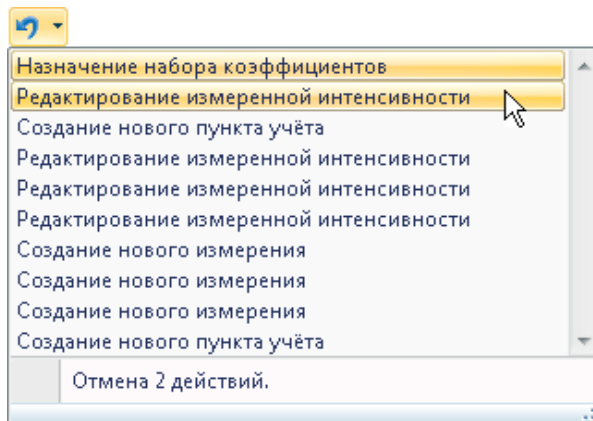 Назначение набора коэффициентов
Редактирование измеренной интенсивности
Создание нового пункта учёта
Редактирование измеренной интенсивности
Редактирование измеренной интенсивности
Редактирование измеренной интенсивности
Создание нового измерения
Создание нового измерения
Создание нового измерения
Создание нового пункта учёта
Отмена 2 действий.